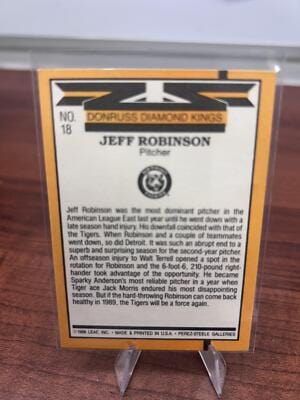 NO.
18
DONRUSS DIAMOND KINGS
JEFF ROBINSON
Pitcher
Jeff Robinson was the most dominant pitcher in the
American League East last year until he went down with a
late season hand injury. His downfall coincided with that of
the Tigers. When Robinson and a couple of teammates
went down, so did Detroit. It was such an abrupt end to a
superb and surprising season for the second-year pitcher.
An offseason injury to Walt Terrell opened a spot in the
rotation for Robinson and the 6-foot-6, 210-pound right-
hander took advantage of the opportunity. He became
Sparky Anderson's most reliable pitcher in a year when
Tiger ace Jack Morris endured his most disappointing
season. But if the hard-throwing Robinson can come back
healthy in 1989, the Tigers will be a force again.
©1988 LEAF, INC. • MADE & PRINTED IN U.S.A. • PEREZ-STEELE GALLERIES